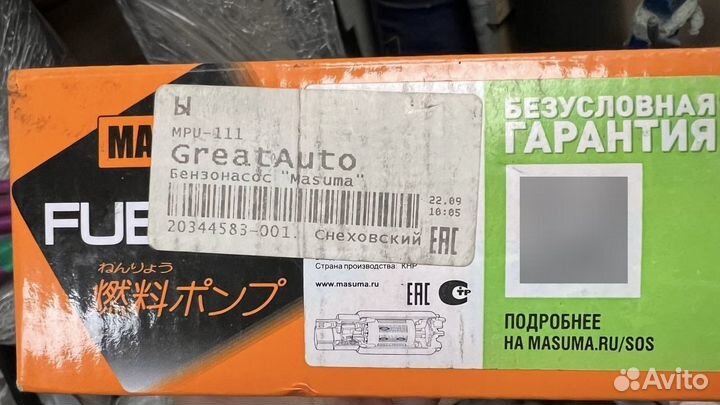 Ы
MPU-111
GreatAuto
Бензонасос "Masuma"
22.09
10:05
20344583-001. Снеховский
EAC
MA
FUE
ねんりょう
燃料ポンプ
Страна производства: КНР
www.masuma.ru
EAC
БЕЗУСЛОВНАЯ
ГАРАНТИЯ
ПОДРОБНЕЕ
НА MASUMA.RU/SOS
Avito